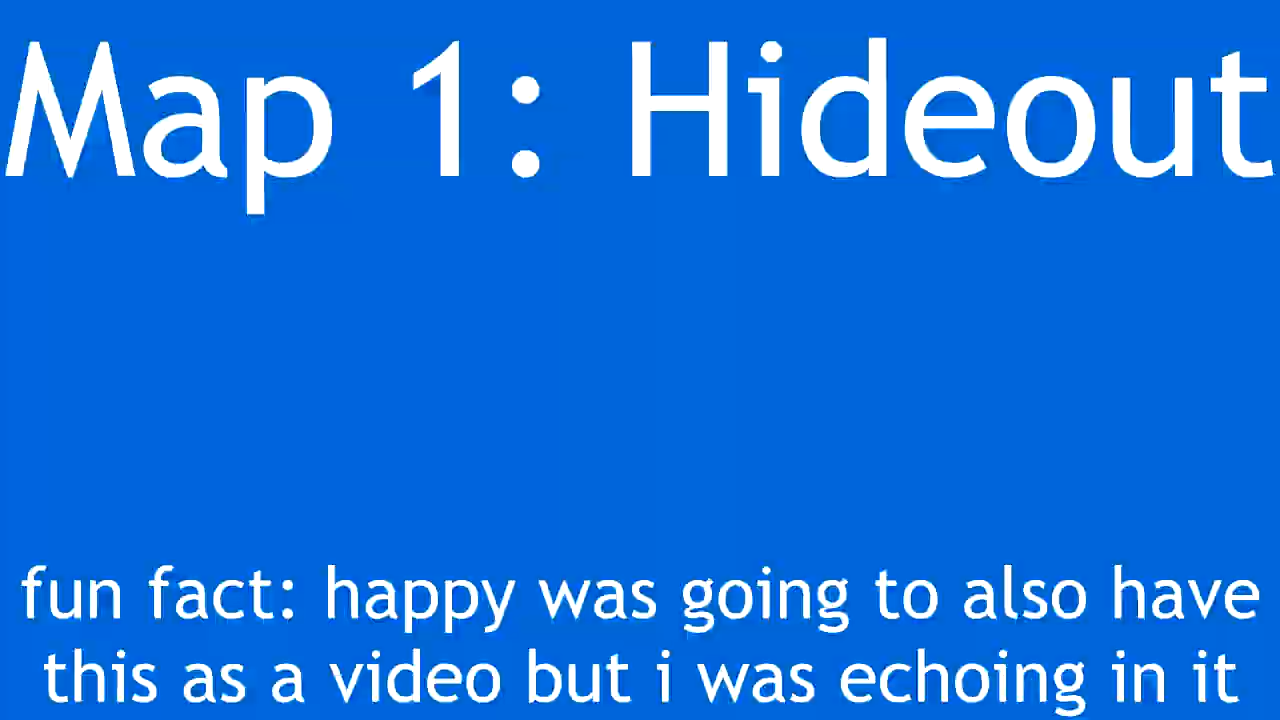 Map 1: Hideout
fun fact: happy was going to also have
this as a video but i was echoing in it